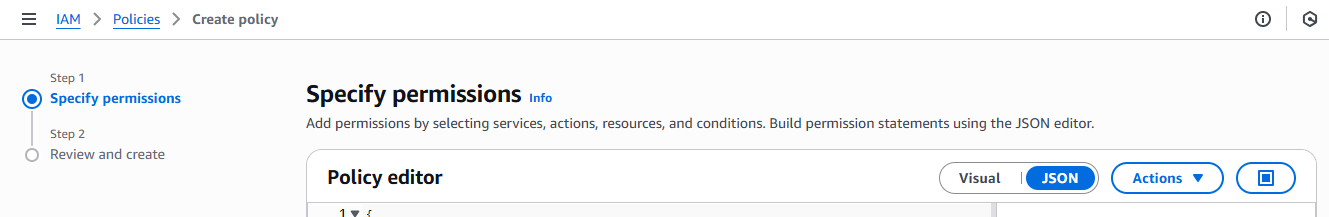 IAM > Policies > Create policy
Step 1
Specify permissions
Step 2
Review and create
Specify permissions Info
Add permissions by selecting services, actions, resources, and conditions. Build permission statements using the JSON editor.
Policy editor
Visual | JSON
Actions
1 {